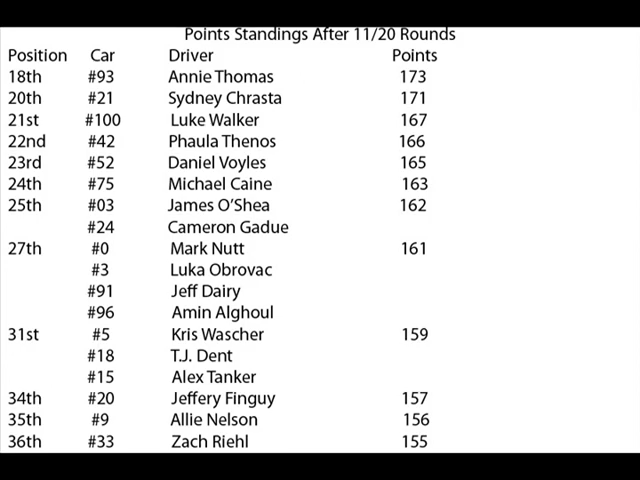 Points Standings After 11/20 Rounds
Position Car Driver Points
18th #93 Annie Thomas 173
20th #21 Sydney Chrasta 171
21st #100 Luke Walker 167
22nd #42 Phaula Thenos 166
23rd #52 Daniel Voyles 165
24th #75 Michael Caine 163
25th #03 James O'Shea 162
#24 Cameron Gadue
27th #0 Mark Nutt 161
#3 Luka Obrovac
#91 Jeff Dairy
#96 Amin Alghoul
31st #5 Kris Wascher 159
#18 T.J. Dent
#15 Alex Tanker
34th #20 Jeffery Finguy 157
35th #9 Allie Nelson 156
36th #33 Zach Riehl 155